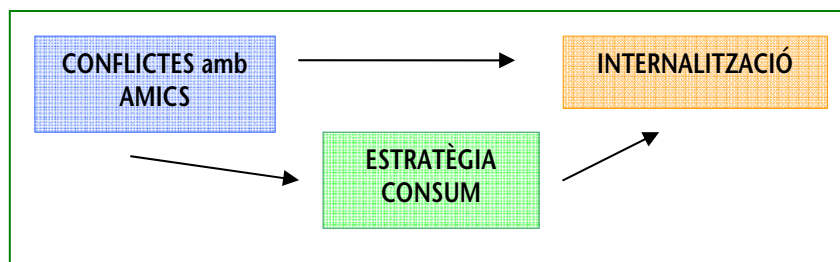 CONFLICTES amb
AMICS
INTERNALITZACIÓ
ESTRATÈGIA
CONSUM